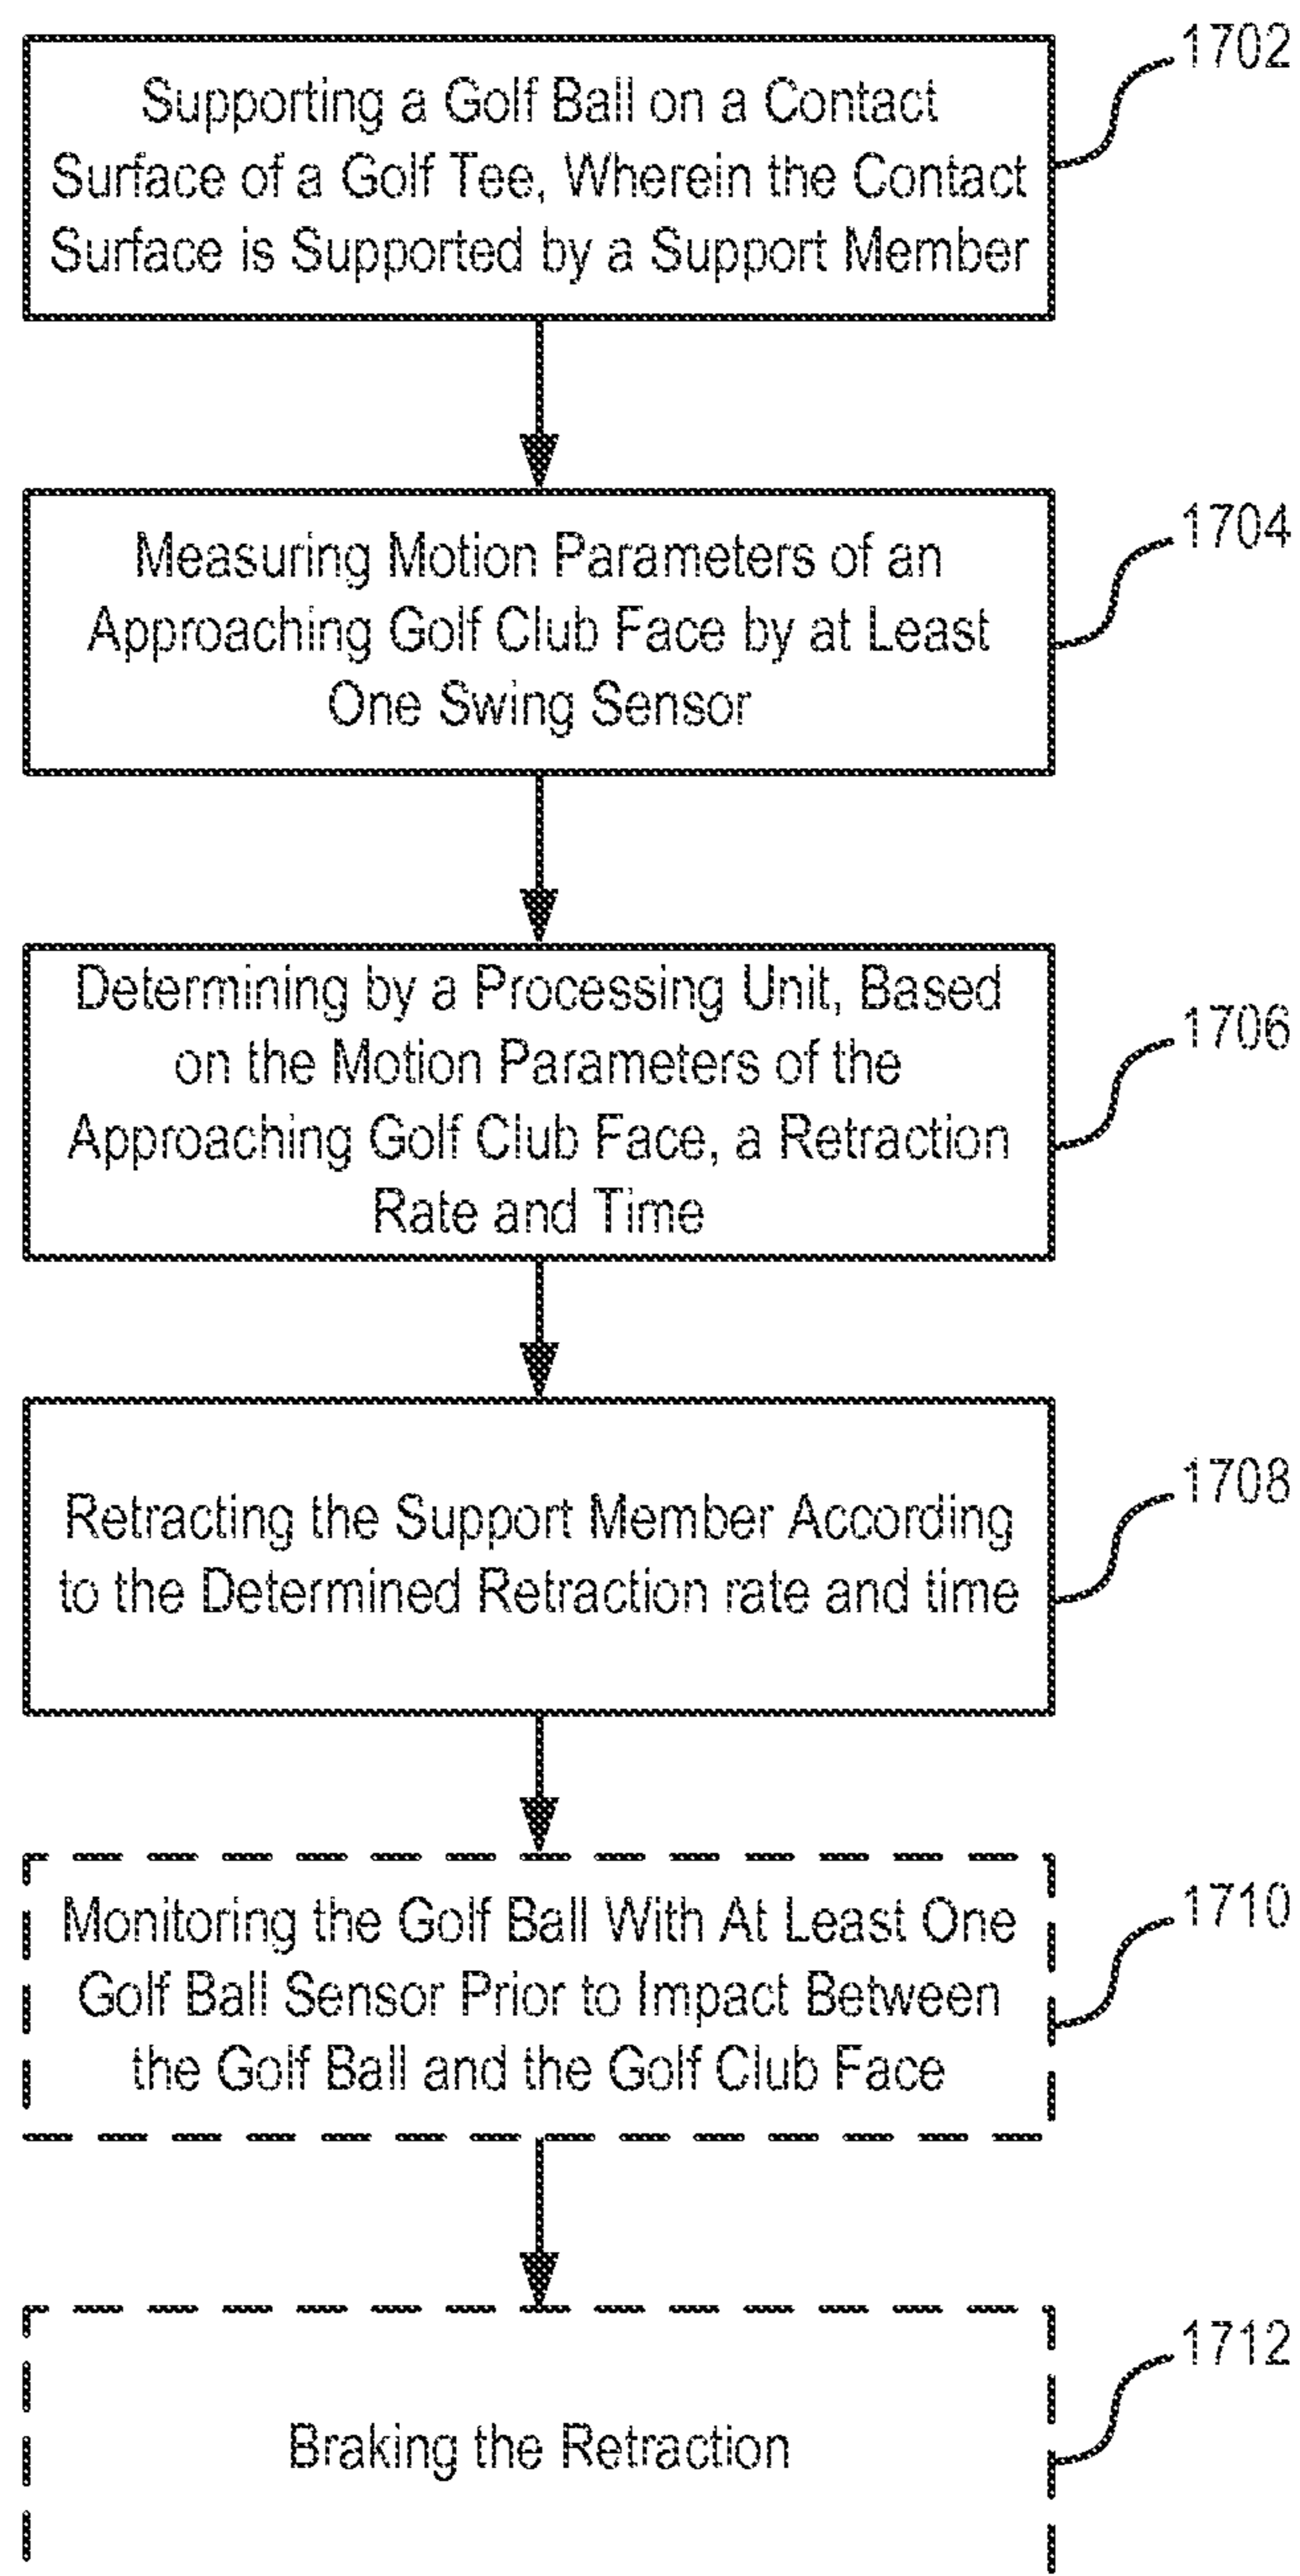 1702
Supporting a Golf Ball on a Contact
Surface of a Golf Tee, Wherein the Contact
Surface is Supported by a Support Member
1704
Measuring Motion Parameters of an
Approaching Golf Club Face by at Least
One Swing Sensor
1706
Determining by a Processing Unit, Based
on the Motion Parameters of the
Approaching Golf Club Face, a Retraction
Rate and Time
1708
Retracting the Support Member According
to the Determined Retraction rate and time
1710
Monitoring the Golf Ball With At Least One
Golf Ball Sensor Prior to Impact Between
the Golf Ball and the Golf Club Face
1712
Braking the Retraction